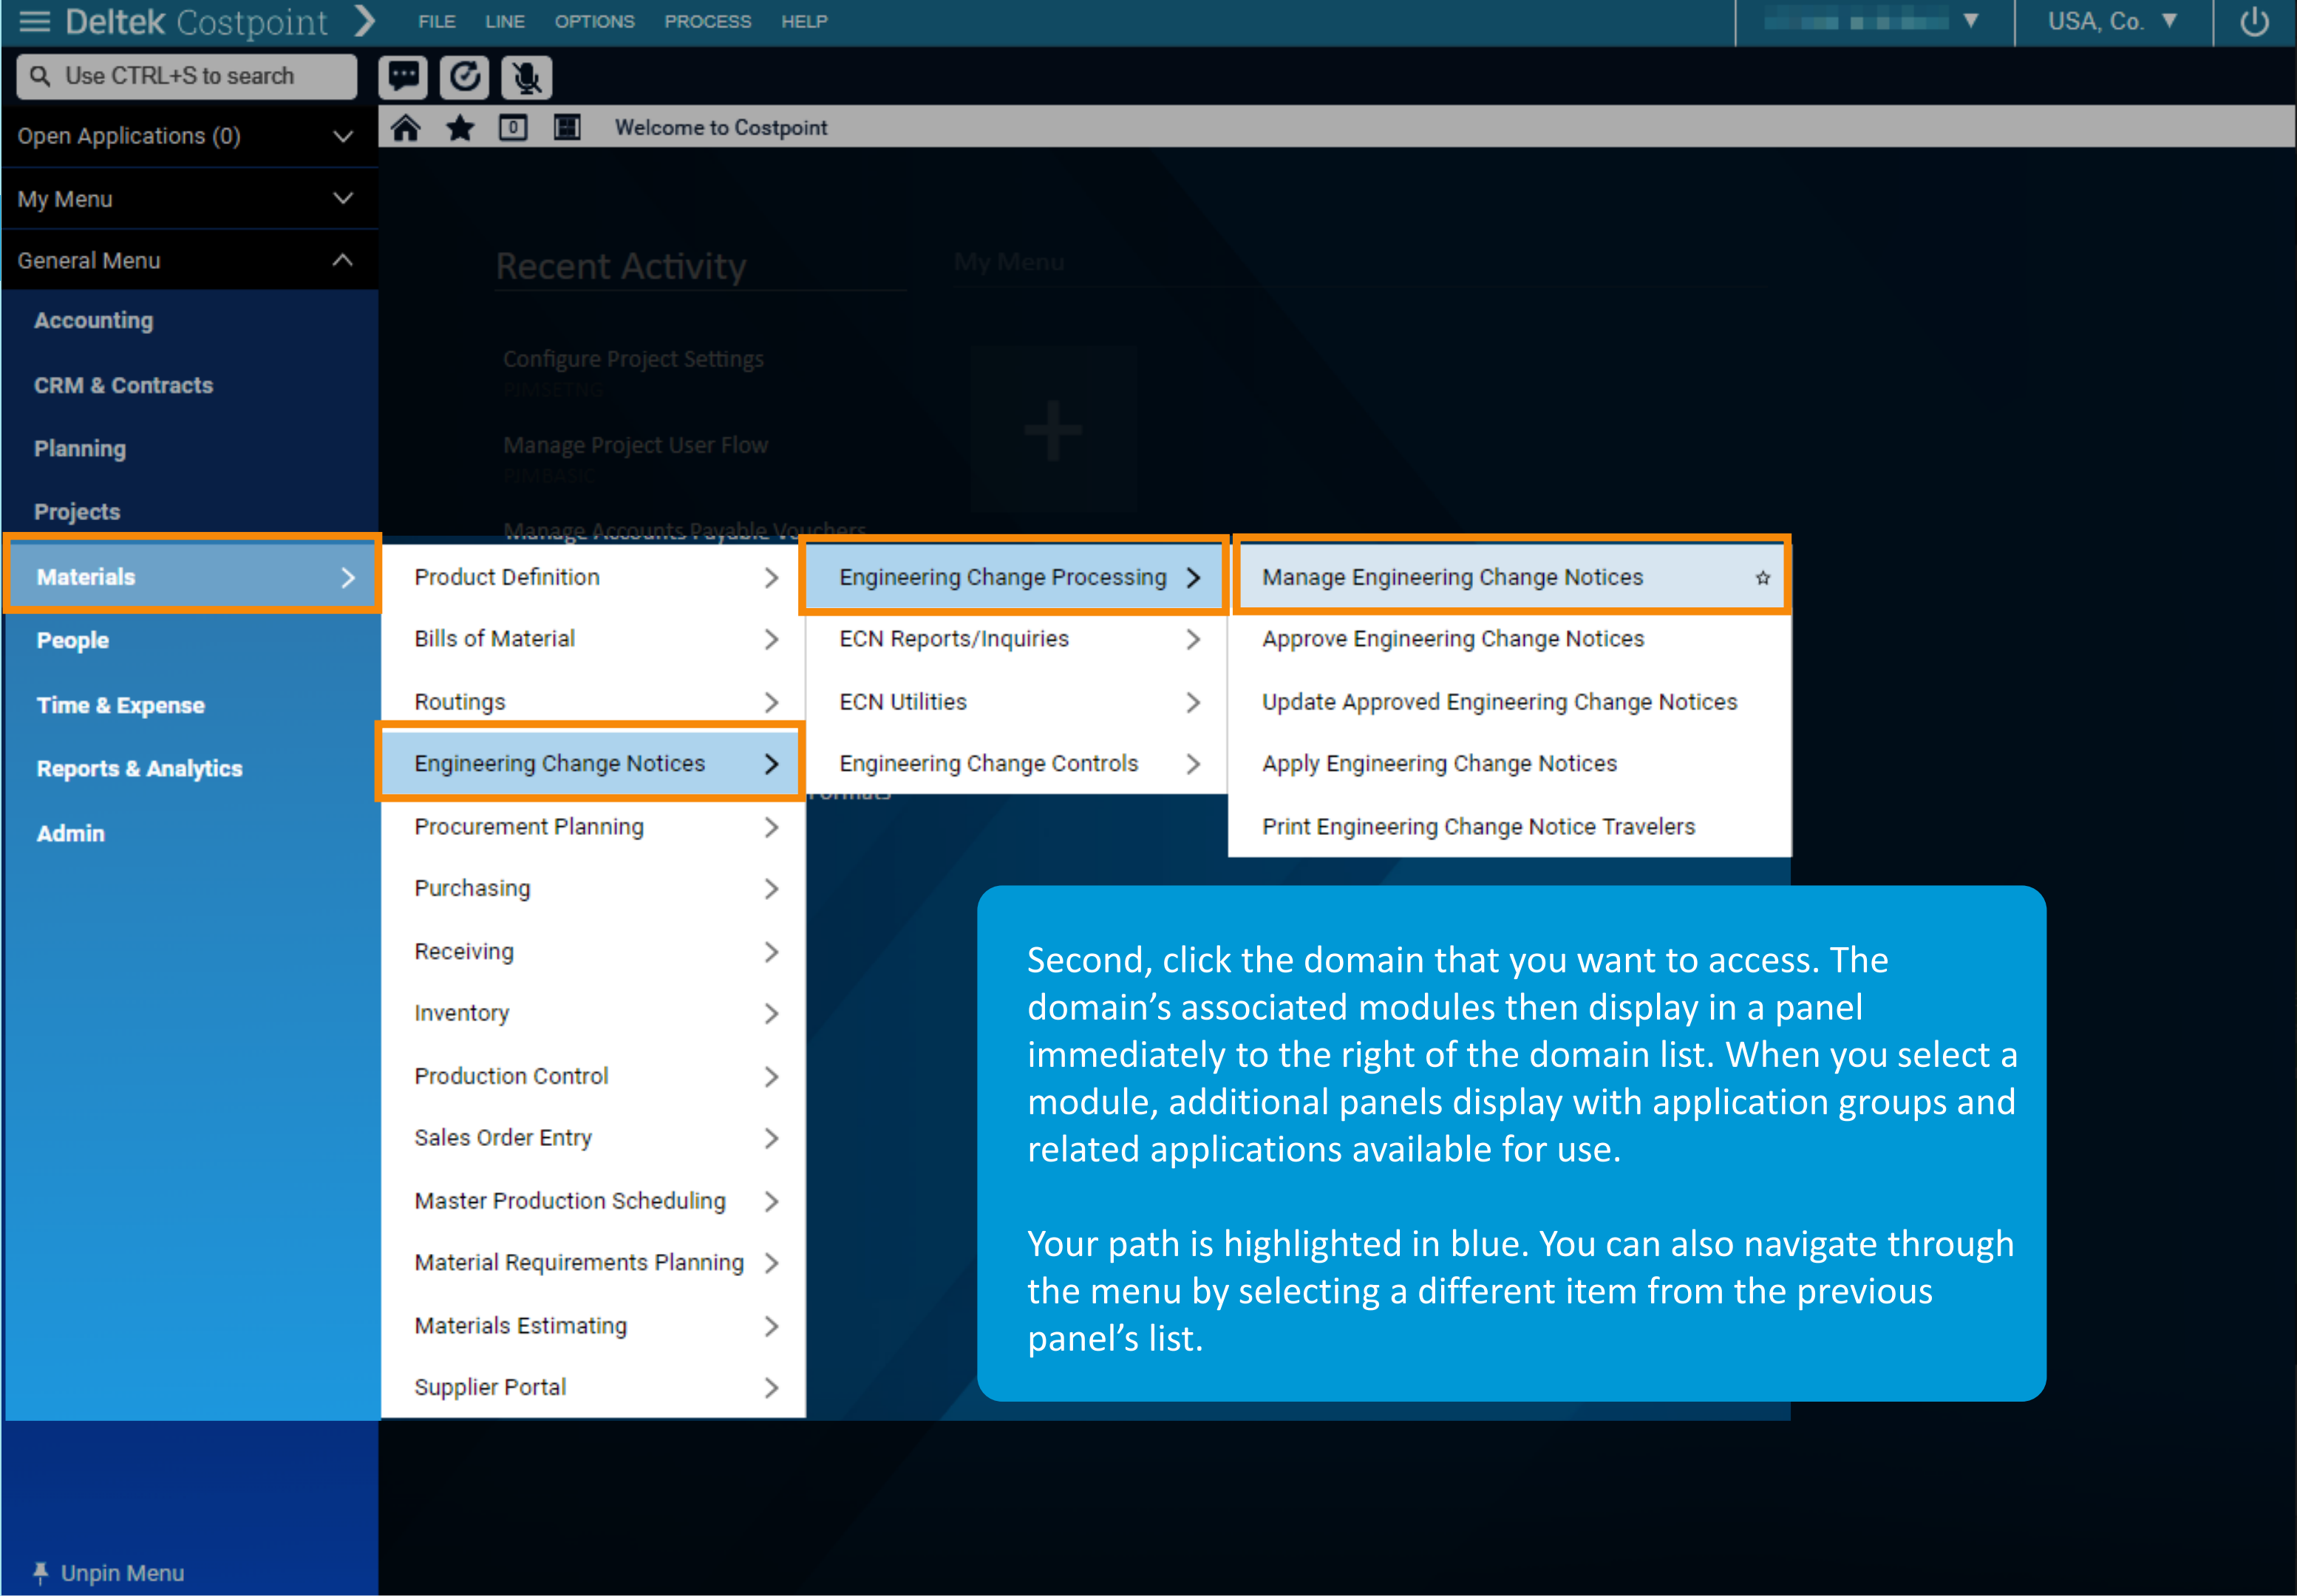 Deltek Costpoint
FILE LINE OPTIONS PROCESS HELP
USA, Co.
Use CTRL+S to search
Open Applications (0)
0
Welcome to Costpoint
My Menu
General Menu
Recent Activity
My Menu
Accounting
Configure Project Settings
PJMSETNG
CRM & Contracts
Manage Project User Flow
PJMBASIC
Planning
Projects
Manage Accounts Payable Vouchers
Materials
People
Time & Expense
Reports & Analytics
Admin
Product Definition
Bills of Material
Routings
Engineering Change Notices
Procurement Planning
Purchasing
Receiving
Inventory
Production Control
Sales Order Entry
Master Production Scheduling
Material Requirements Planning
Materials Estimating
Supplier Portal
Engineering Change Processing
ECN Reports/Inquiries
ECN Utilities
Engineering Change Controls
Formats
Manage Engineering Change Notices
Approve Engineering Change Notices
Update Approved Engineering Change Notices
Apply Engineering Change Notices
Print Engineering Change Notice Travelers
Second, click the domain that you want to access. The
domain’s associated modules then display in a panel
immediately to the right of the domain list. When you select a
module, additional panels display with application groups and
related applications available for use.
Your path is highlighted in blue. You can also navigate through
the menu by selecting a different item from the previous
panel’s list.
Unpin Menu